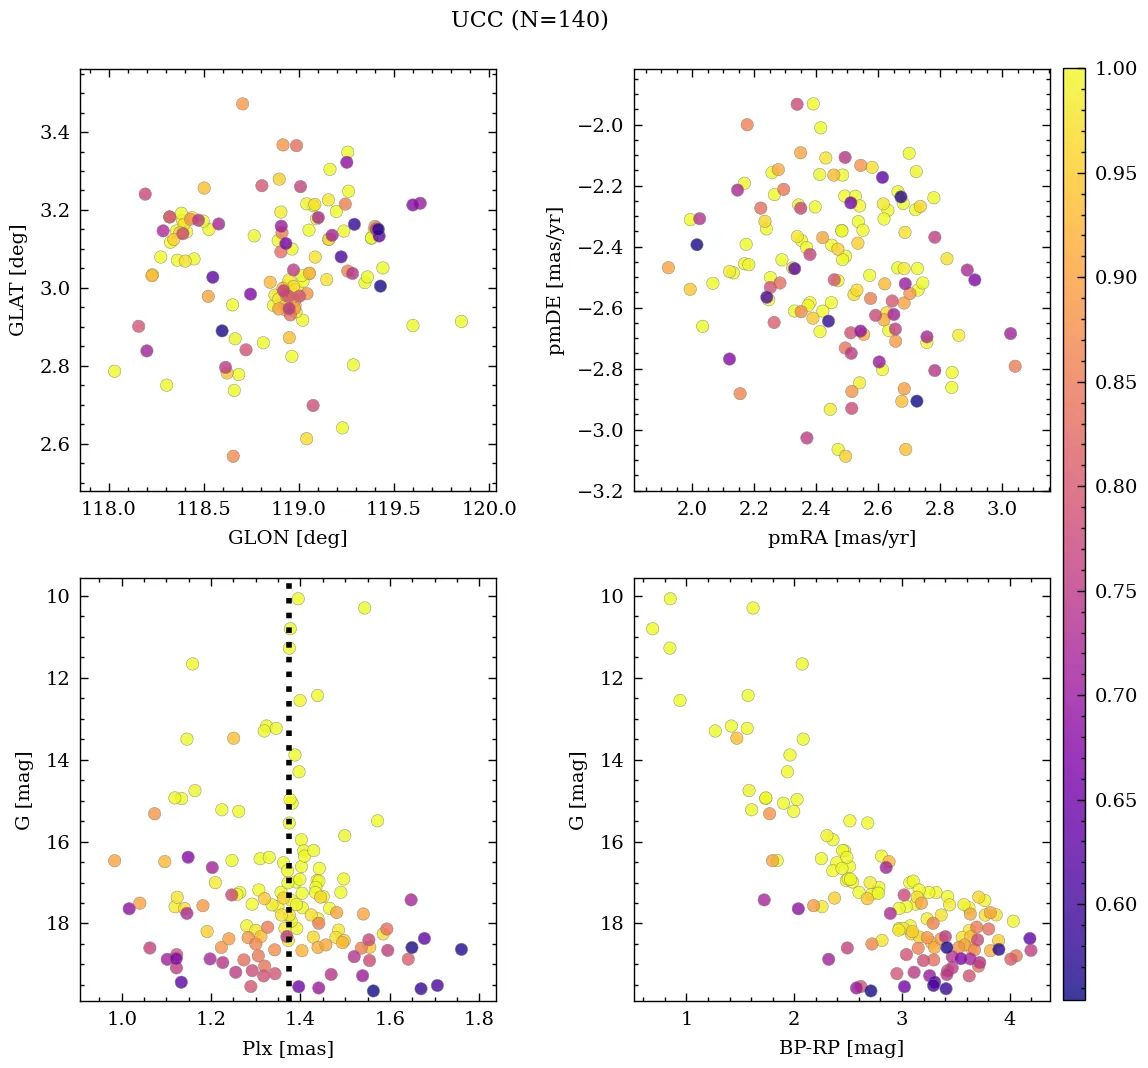 UCC (N=140)
3.4
3.2
3.0
2.8
2.6
GLAT [deg]
118.0 118.5 119.0 119.5 120.0
GLON [deg]
−2.0
−2.2
−2.4
−2.6
−2.8
−3.0
−3.2
pmDE [mas/yr]
2.0 2.2 2.4 2.6 2.8 3.0
pmRA [mas/yr]
10
12
14
16
18
G [mag]
1.0 1.2 1.4 1.6 1.8
Plx [mas]
10
12
14
16
18
G [mag]
1 2 3 4
BP-RP [mag]
1.00
0.95
0.90
0.85
0.80
0.75
0.70
0.65
0.60